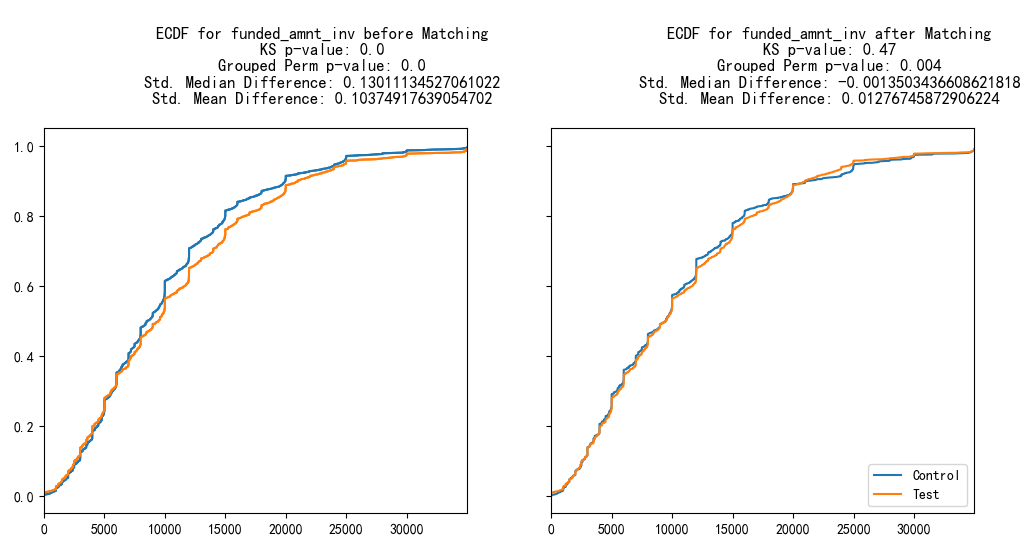 ECDF for funded_amnt_inv before Matching
KS p-value: 0.0
Grouped Perm p-value: 0.0
Std. Median Difference: 0.13011134527061022
Std. Mean Difference: 0.10374917639054702
1.0
0.8
0.6
0.4
0.2
0.0
0
5000
10000
15000
20000
25000
30000
ECDF for funded_amnt_inv after Matching
KS p-value: 0.47
Grouped Perm p-value: 0.004
Std. Median Difference: -0.0013503436608621818
Std. Mean Difference: 0.01276745872906224
Control
Test
0
5000
10000
15000
20000
25000
30000